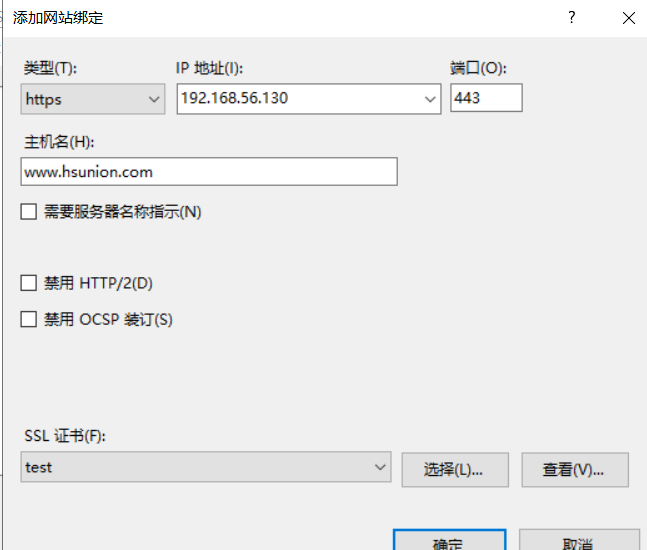 添加网站绑定 ?
类型(T): IP 地址(I): 端口(O):
https 192.168.56.130 443
主机名(H):
www.hsunion.com
需要服务器名称指示(N)
禁用 HTTP/2(D)
禁用 OCSP 装订(S)
SSL 证书(F):
test 选择(L)... 查看(V)...
确定 取消